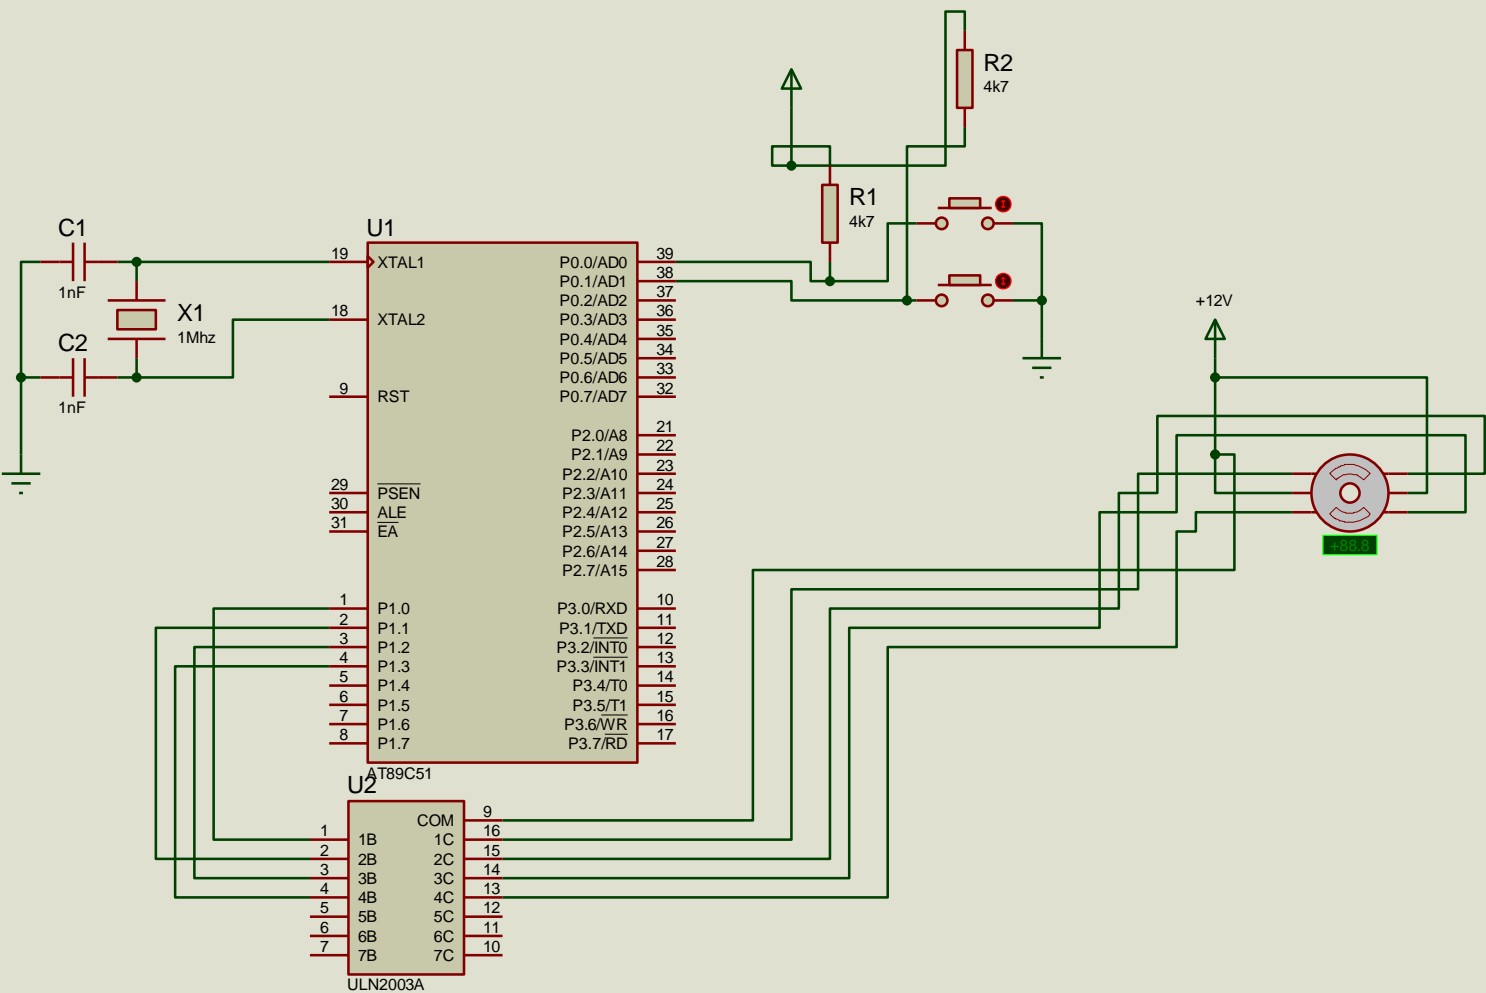 R2
4k7
R1
4k7
C1
1nF
X1
1Mhz
C2
1nF
U1
19 XTAL1
18 XTAL2
9 RST
29 PSEN
30 ALE
31 EA
1 P1.0
2 P1.1
3 P1.2
4 P1.3
5 P1.4
6 P1.5
7 P1.6
8 P1.7
P0.0/AD0 39
P0.1/AD1 38
P0.2/AD2 37
P0.3/AD3 36
P0.4/AD4 35
P0.5/AD5 34
P0.6/AD6 33
P0.7/AD7 32
P2.0/A8 21
P2.1/A9 22
P2.2/A10 23
P2.3/A11 24
P2.4/A12 25
P2.5/A13 26
P2.6/A14 27
P2.7/A15 28
P3.0/RXD 10
P3.1/TXD 11
P3.2/INT0 12
P3.3/INT1 13
P3.4/T0 14
P3.5/T1 15
P3.6/WR 16
P3.7/RD 17
AT89C51
+12V
+88.8
U2
1 1B
2 2B
3 3B
4 4B
5 5B
6 6B
7 7B
COM 9
1C 16
2C 15
3C 14
4C 13
5C 12
6C 11
7C 10
ULN2003A